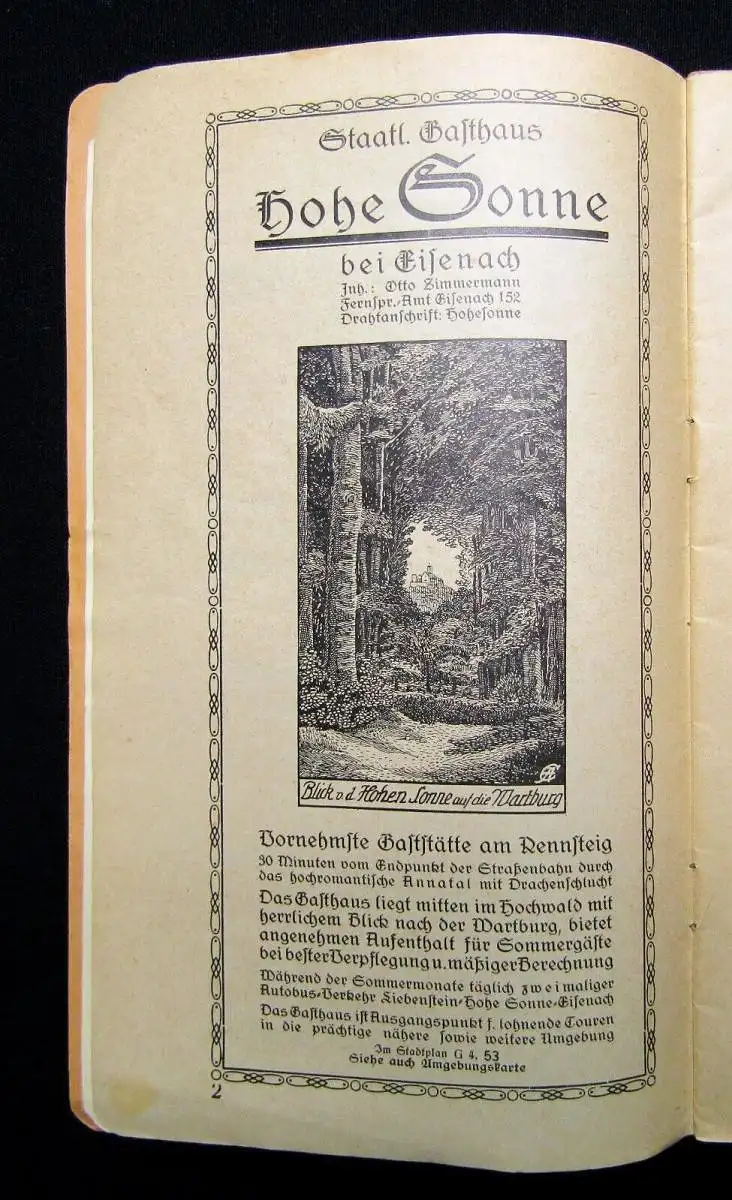 Staatl. Gasthaus
Hohe Sonne
bei Eisenach
Inh.: Otto Zimmermann
Fernspr.-Amt Eisenach 152
Drahtanschrift: Hohesonne
Blick v. d. Hohen Sonne auf die Wartburg
Vornehmste Gaststätte am Rennsteig
30 Minuten vom Endpunkt der Straßenbahn durch
das hochromantische Annatal mit Drachenschlucht
Das Gasthaus liegt mitten im Hochwald mit
herrlichem Blick nach der Wartburg, bietet
angenehmen Aufenthalt für Sommergäste
bei bester Verpflegung u. mäßiger Berechnung
Während der Sommermonate täglich zweimaliger
Autobus-Verkehr Liebenstein-Hohe Sonne-Eisenach
Das Gasthaus ist Ausgangspunkt f. lohnende Touren
in die prächtige nähere sowie weitere Umgebung
Im Stadtplan G 4, 53
Siehe auch Umgebungskarte
2